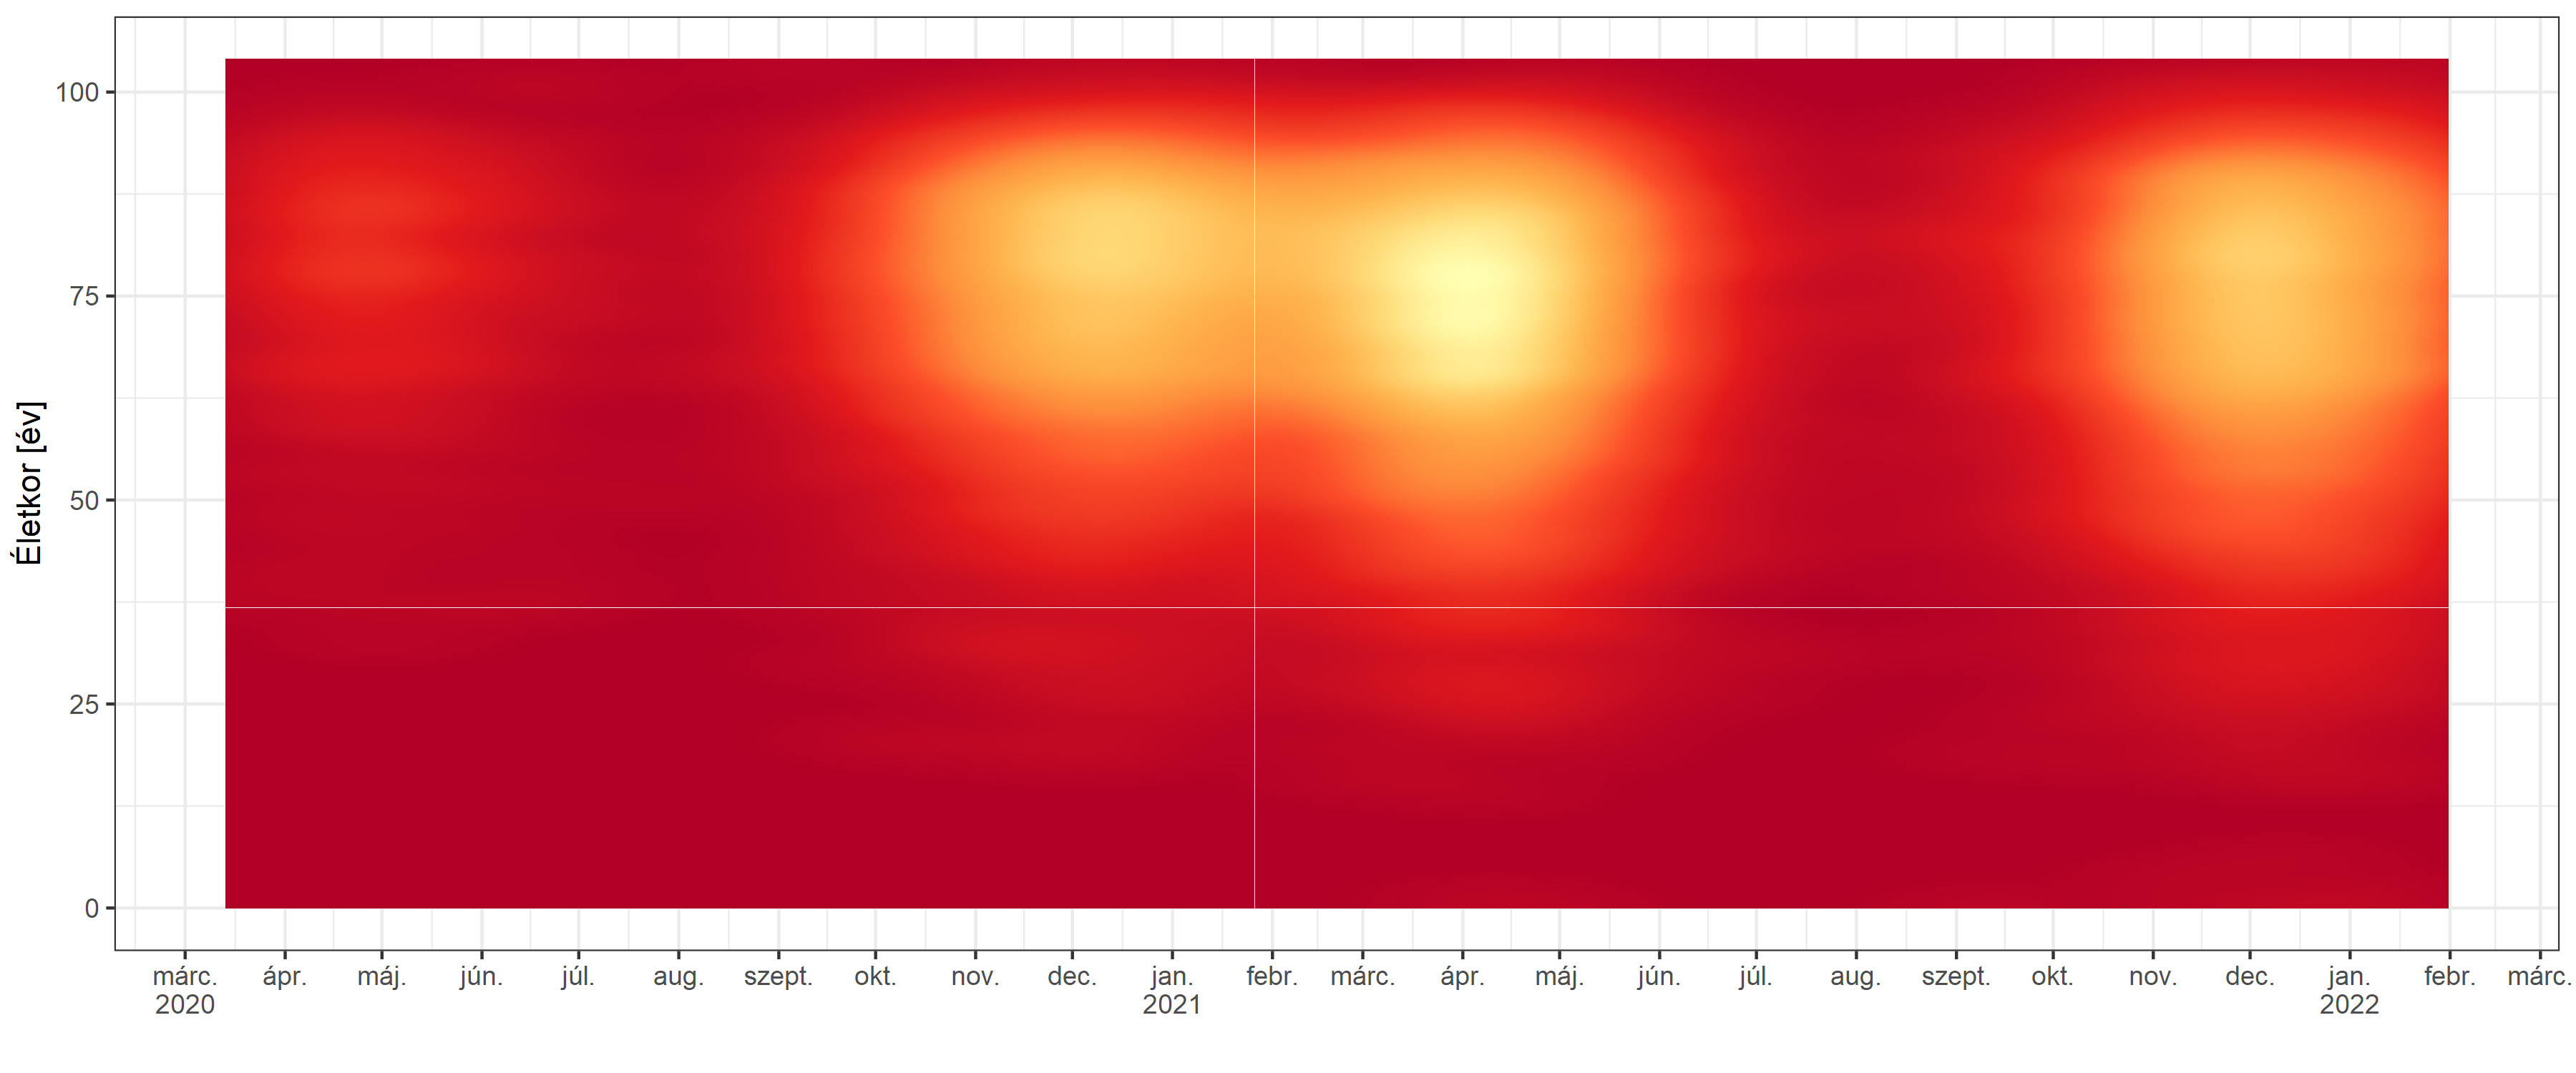 Életkor [év]
100
75
50
25
0
márc. ápr. máj. jún. júl. aug. szept. okt. nov. dec. jan. febr. márc. ápr. máj. jún. júl. aug. szept. okt. nov. dec. jan. febr. márc.
2020 2021 2022